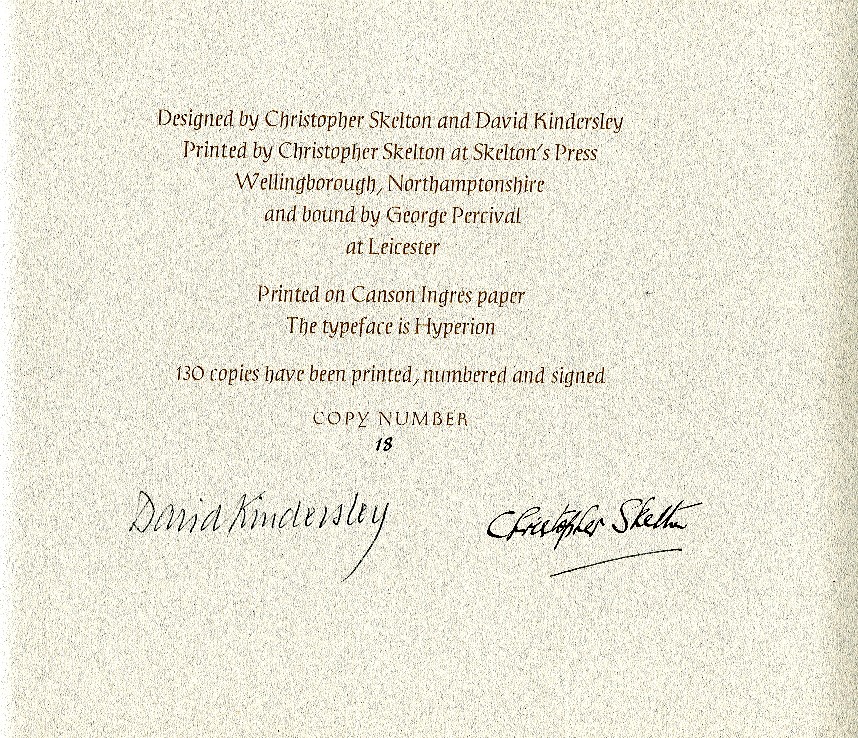 Designed by Christopher Skelton and David Kindersley
Printed by Christopher Skelton at Skelton's Press
Wellingborough, Northamptonshire
and bound by George Percival
at Leicester
Printed on Canson Ingres paper
The typeface is Hyperion
130 copies have been printed, numbered and signed
COPY NUMBER
18
David Kindersley Christopher Skelton